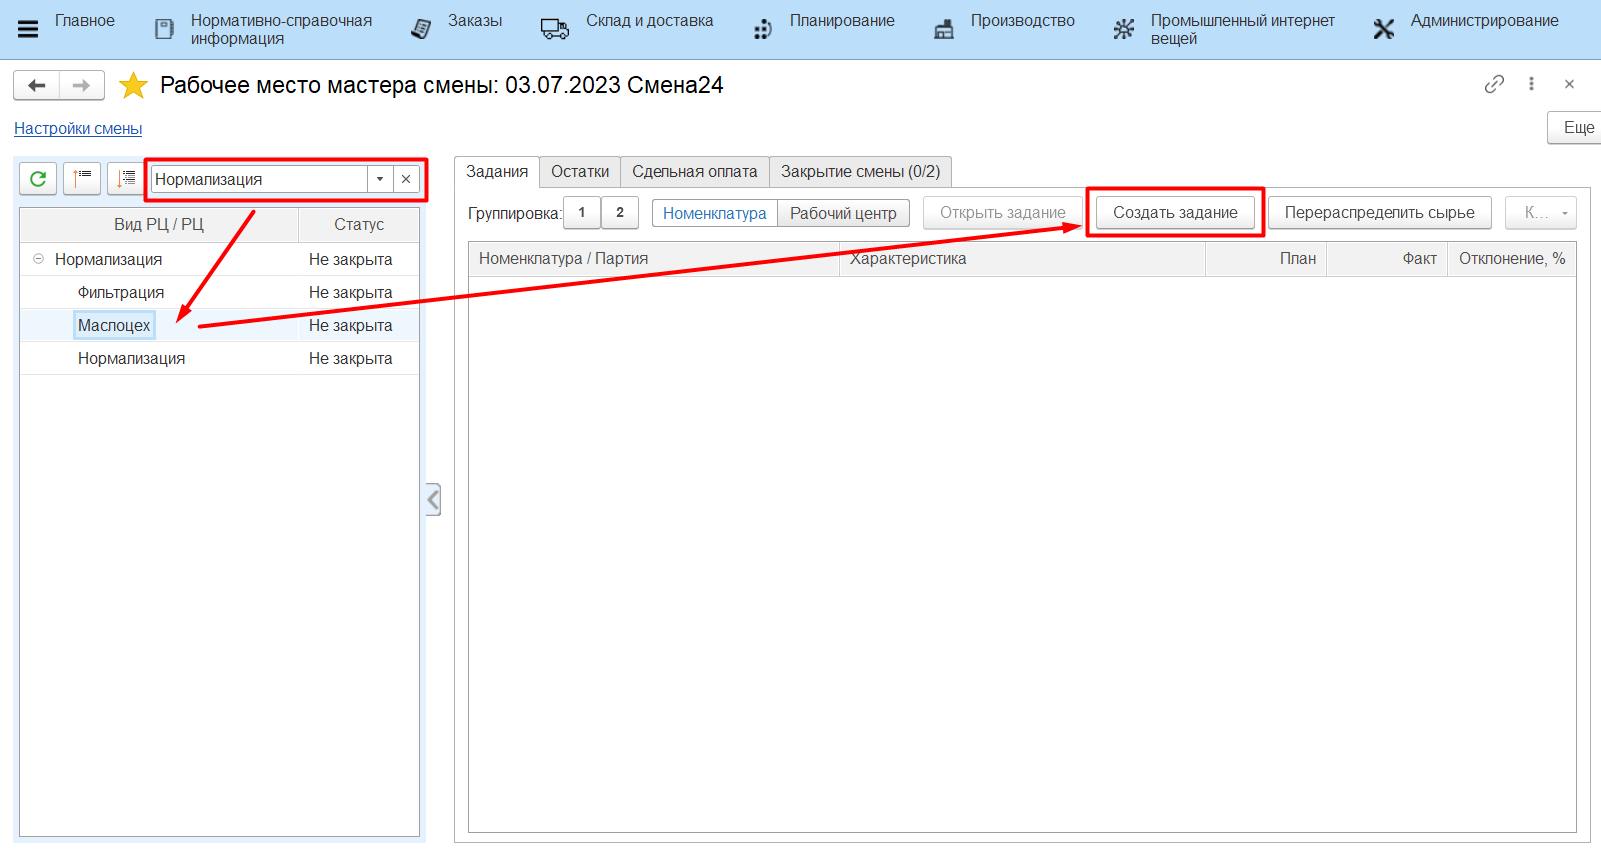 Главное
Нормативно-справочная
информация
Заказы
Склад и доставка
Планирование
Производство
Промышленный интернет
вещей
Администрирование
Рабочее место мастера смены: 03.07.2023 Смена24
Настройки смены
Еще
Нормализация
Вид РЦ / РЦ Статус
Нормализация Не закрыта
Фильтрация Не закрыта
Маслоцех Не закрыта
Нормализация Не закрыта
Задания Остатки Сдельная оплата Закрытие смены (0/2)
Группировка: 1 2 Номенклатура Рабочий центр Открыть задание Создать задание Перераспределить сырье К...
Номенклатура / Партия Характеристика План Факт Отклонение, %